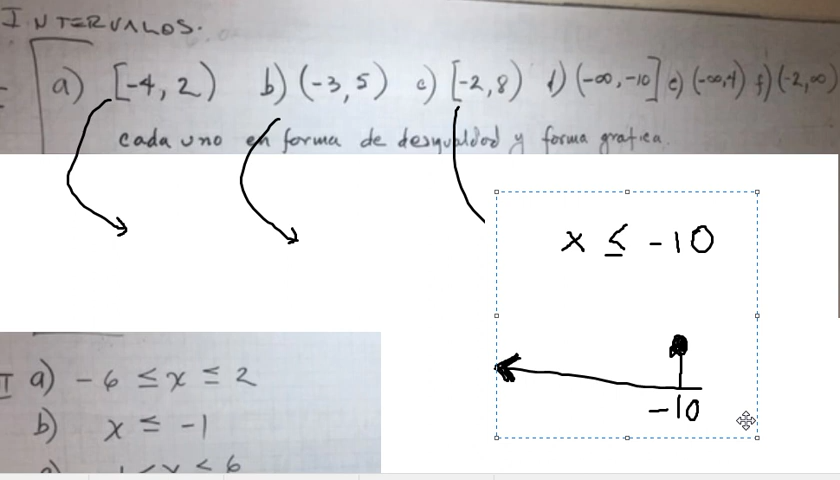 INTERVALOS.
a) [-4, 2) b) (-3, 5) c) [-2, 8) d) (-∞, -10] e) (-∞, 4) f) (-2, ∞)
cada uno en forma de desigualdad y forma grafica.
x ≤ -10
-10
I a) -6 ≤ x ≤ 2
b) x ≤ -1